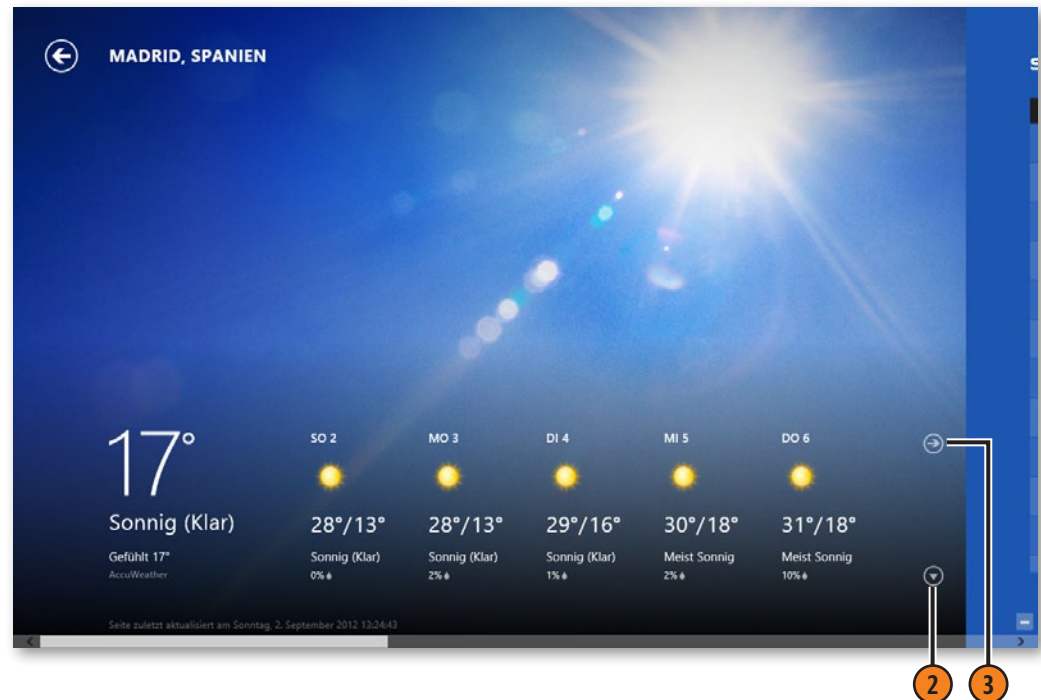 MADRID, SPANIEN
S
17°
Sonnig (Klar)
Gefühlt 17°
AccuWeather
SO 2
28°/13°
Sonnig (Klar)
0%
MO 3
28°/13°
Sonnig (Klar)
2%
DI 4
29°/16°
Sonnig (Klar)
1%
MI 5
30°/18°
Meist Sonnig
2%
DO 6
31°/18°
Meist Sonnig
10%
Seite zuletzt aktualisiert am Sonntag, 2. September 2012 13:24:43
2
3